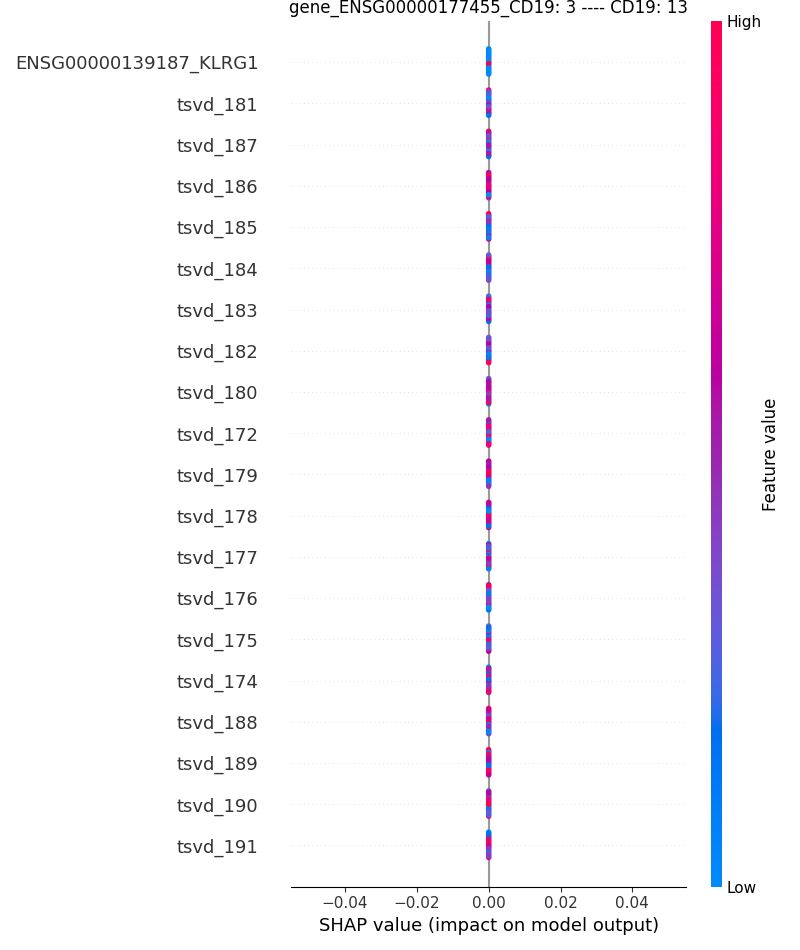 gene_ENSG00000177455_CD19: 3 ---- CD19: 13
High
ENSG00000139187_KLRG1
tsvd_181
tsvd_187
tsvd_186
tsvd_185
tsvd_184
tsvd_183
tsvd_182
tsvd_180
tsvd_172
tsvd_179
tsvd_178
tsvd_177
tsvd_176
tsvd_175
tsvd_174
tsvd_188
tsvd_189
tsvd_190
tsvd_191
Feature value
Low
−0.04 −0.02 0.00 0.02 0.04
SHAP value (impact on model output)